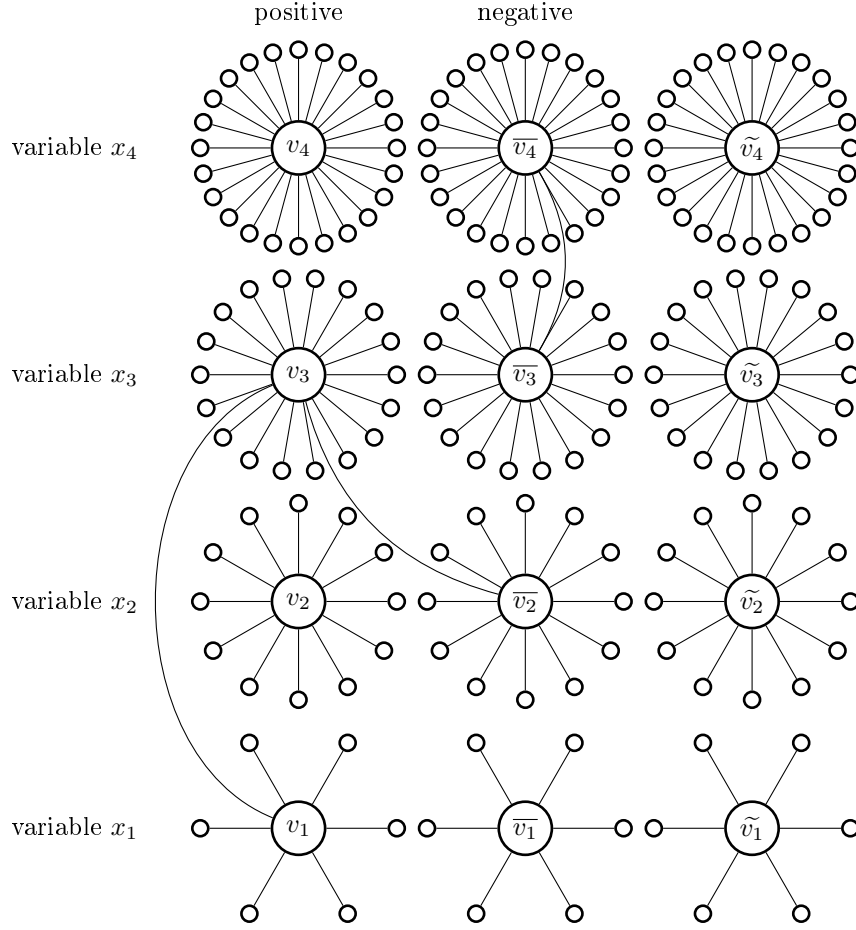 positive negative
variable x₄ v₄ v̅₄ ṽ₄
variable x₃ v₃ v̅₃ ṽ₃
variable x₂ v₂ v̅₂ ṽ₂
variable x₁ v₁ v̅₁ ṽ₁